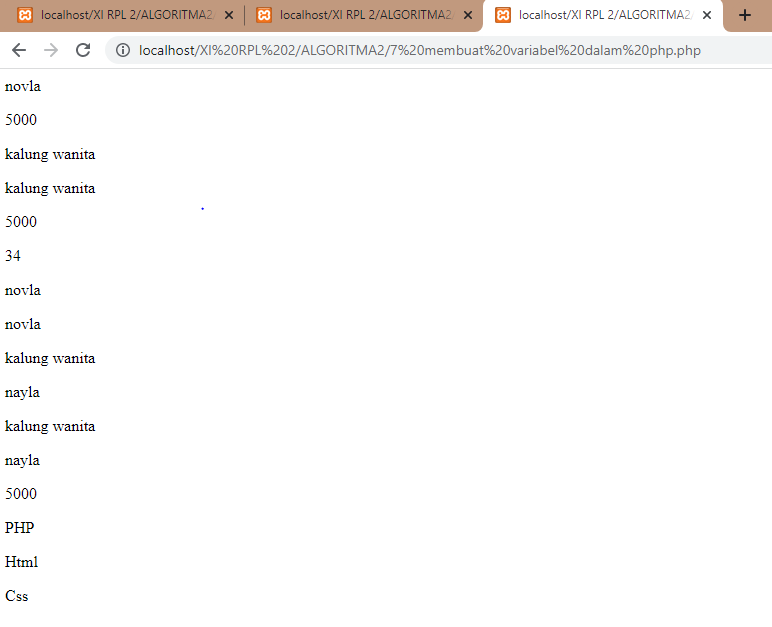 localhost/XI RPL 2/ALGORITMA2
localhost/XI RPL 2/ALGORITMA2
localhost/XI RPL 2/ALGORITMA2
localhost/XI%20RPL%202/ALGORITMA2/7%20membuat%20variabel%20dalam%20php.php
novla
5000
kalung wanita
kalung wanita
5000
34
novla
novla
kalung wanita
nayla
kalung wanita
nayla
5000
PHP
Html
Css